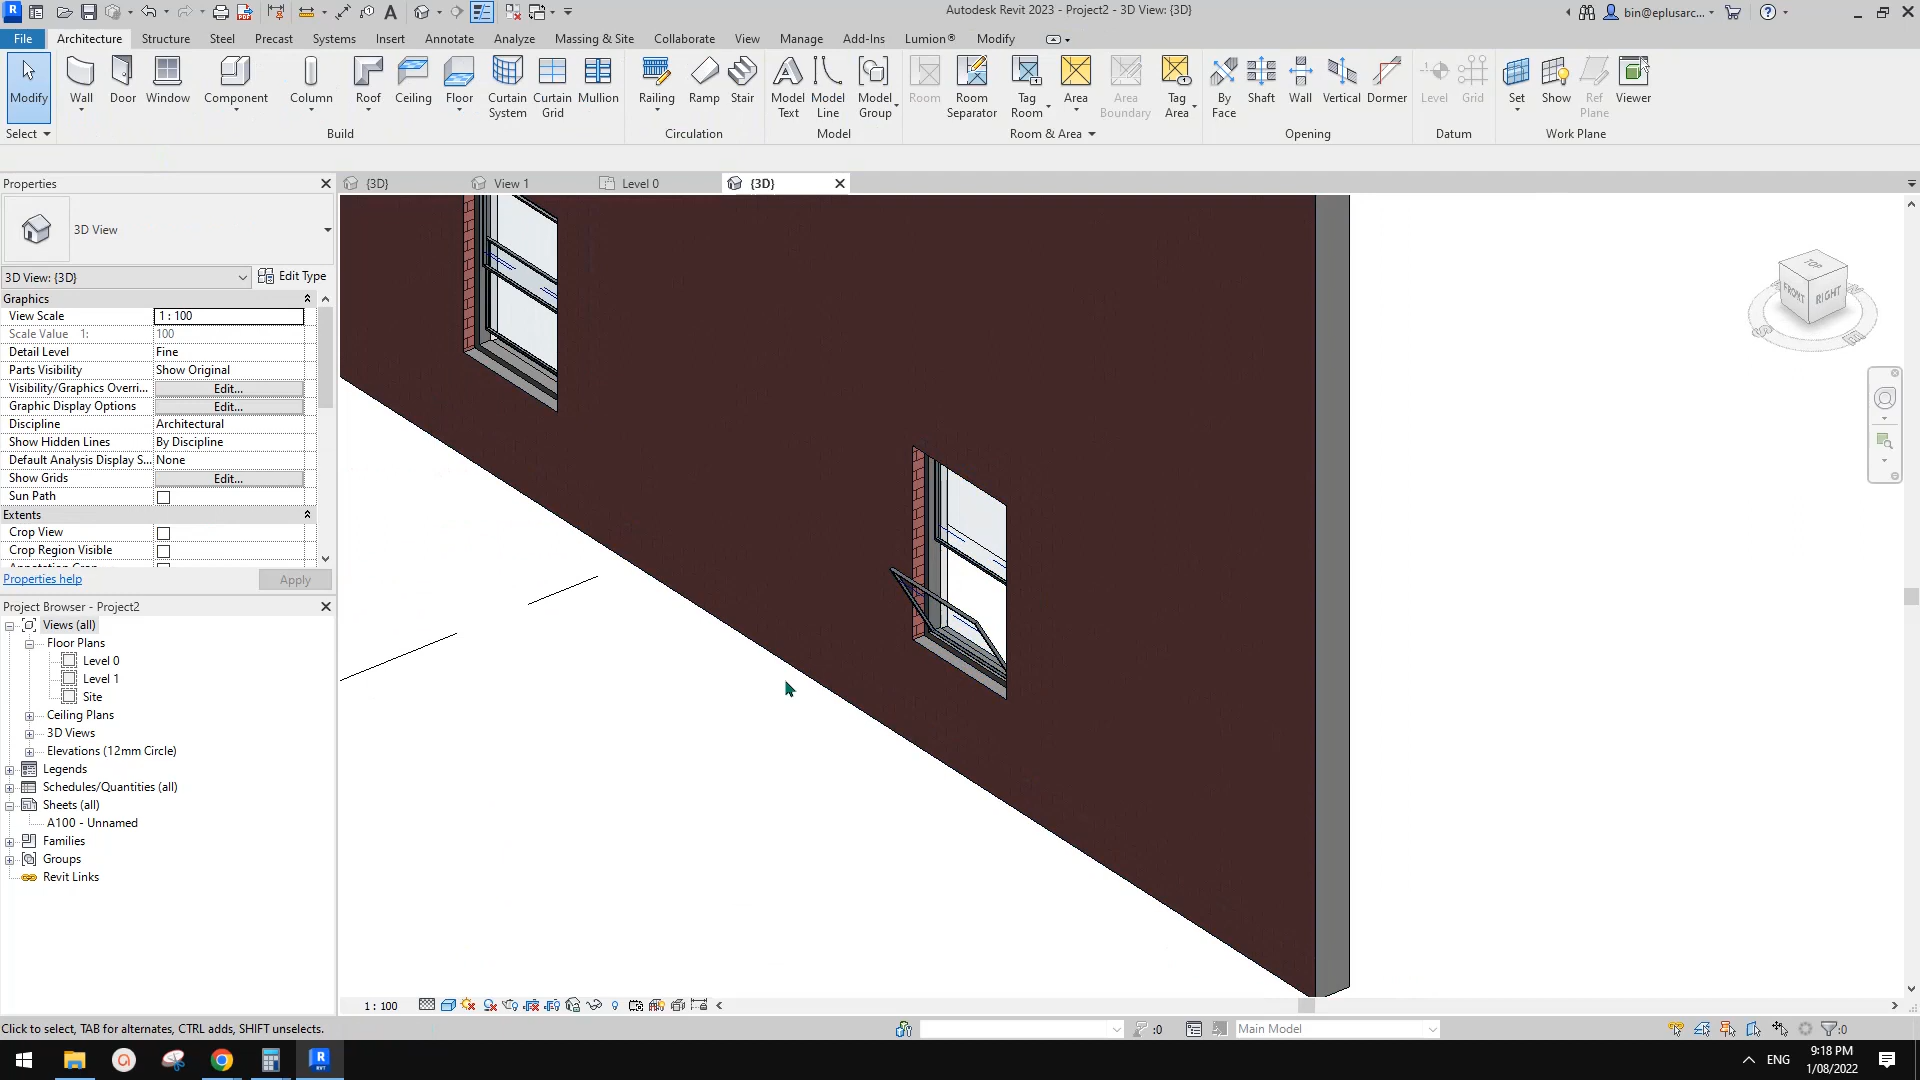 Autodesk Revit 2023 - Project2 - 3D View: {3D}
bin@eplusarc...
File Architecture Structure Steel Precast Systems Insert Annotate Analyze Massing & Site Collaborate View Manage Add-Ins Lumion® Modify
Modify Wall Door Window Component Column Roof Ceiling Floor Curtain System Curtain Grid Mullion Railing Ramp Stair Model Text Model Line Model Group Room Room Separator Tag Room Area Area Boundary Tag Area By Face Shaft Wall Vertical Dormer Level Grid Set Show Ref Plane Viewer
Select Build Circulation Model Room & Area Opening Datum Work Plane
Properties
{3D} View 1 Level 0 {3D}
3D View
3D View: {3D} Edit Type
Graphics
View Scale 1 : 100
Scale Value 1: 100
Detail Level Fine
Parts Visibility Show Original
Visibility/Graphics Overri... Edit...
Graphic Display Options Edit...
Discipline Architectural
Show Hidden Lines By Discipline
Default Analysis Display S... None
Show Grids Edit...
Sun Path
Extents
Crop View
Crop Region Visible
Properties help Apply
Project Browser - Project2
Views (all)
Floor Plans
Level 0
Level 1
Site
Ceiling Plans
3D Views
Elevations (12mm Circle)
Legends
Schedules/Quantities (all)
Sheets (all)
A100 - Unnamed
Families
Groups
Revit Links
TOP
FRONT RIGHT
S E
1 : 100
Click to select, TAB for alternates, CTRL adds, SHIFT unselects.
:0
Main Model
:0
ENG
9:18 PM
1/08/2022